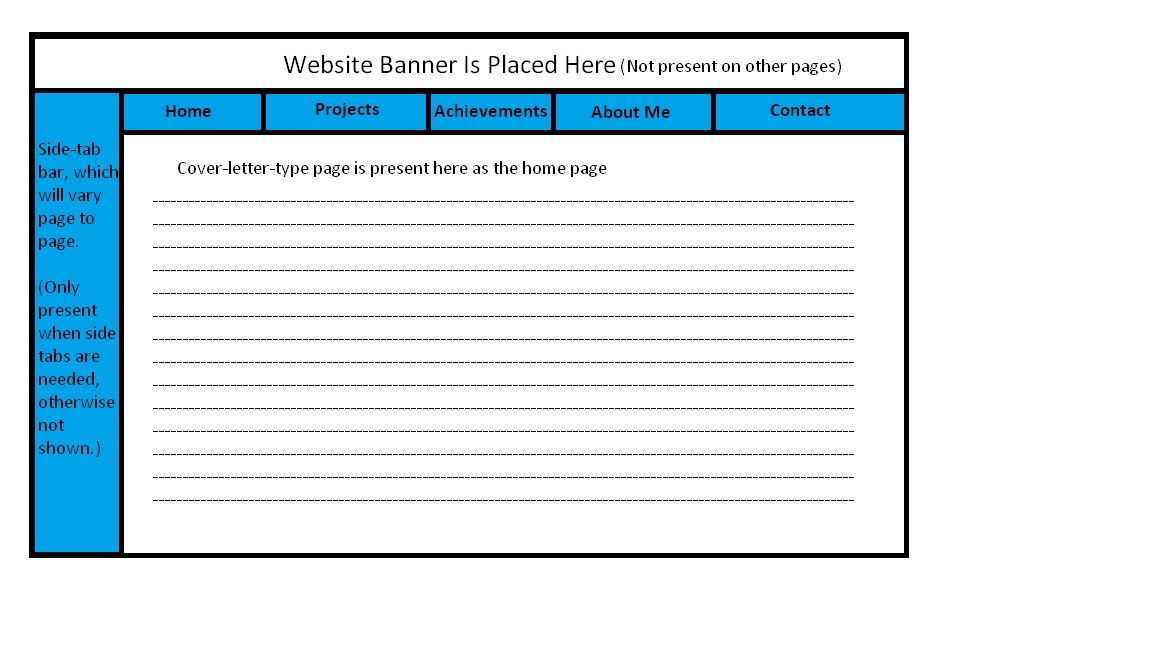 Website Banner Is Placed Here (Not present on other pages)
Home Projects Achievements About Me Contact
Side-tab
bar, which
will vary
page to
page.
(Only
present
when side
tabs are
needed,
otherwise
not
shown.)
Cover-letter-type page is present here as the home page